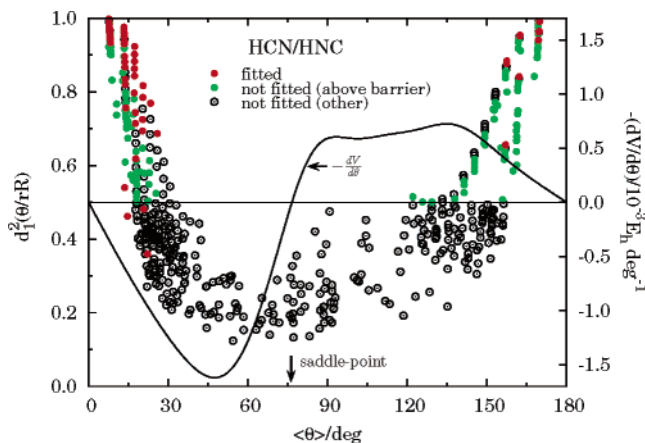 HCN/HNC
fitted
not fitted (above barrier)
not fitted (other)
1.0
0.8
0.6
0.4
0.2
0.0
d₁²(θ/rR)
1.5
1.0
0.5
0.0
-0.5
-1.0
-1.5
-(dV/dθ)/10⁻³Eₕ deg⁻¹
-dV/dθ
saddle-point
0 30 60 90 120 150 180
<θ>/deg